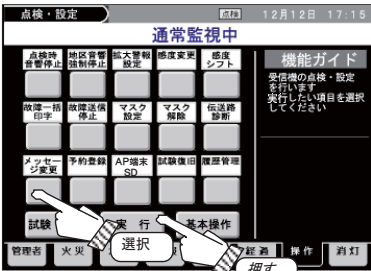 点検・設定 点検 12月12日 17:15
通常監視中
点検時音響停止 地区音響強制停止 拡大警報設定 感度変更 感度シフト
機能ガイド
受信機の点検・設定
を行います
実行したい項目を選択
してください
故障一括印字 故障送信停止 マスク設定 マスク解除 伝送路診断
メッセージ変更 予約登録 AP端末SD 試験復旧 履歴管理
試験 実 行 基本操作
選択
管理者 火災 経過 操作 消灯
押す